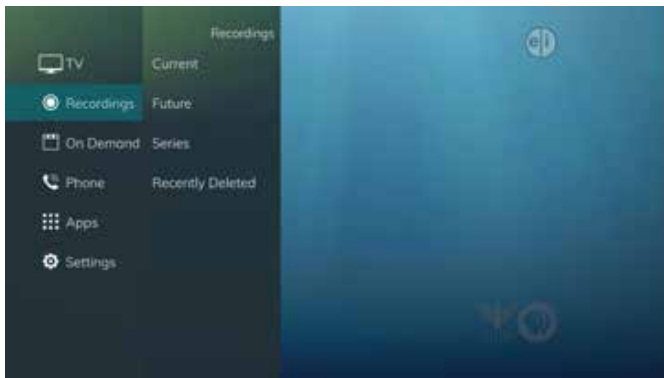 Recordings
TV
Current
Recordings
Future
On Demand
Series
Phone
Recently Deleted
Apps
Settings
e/i